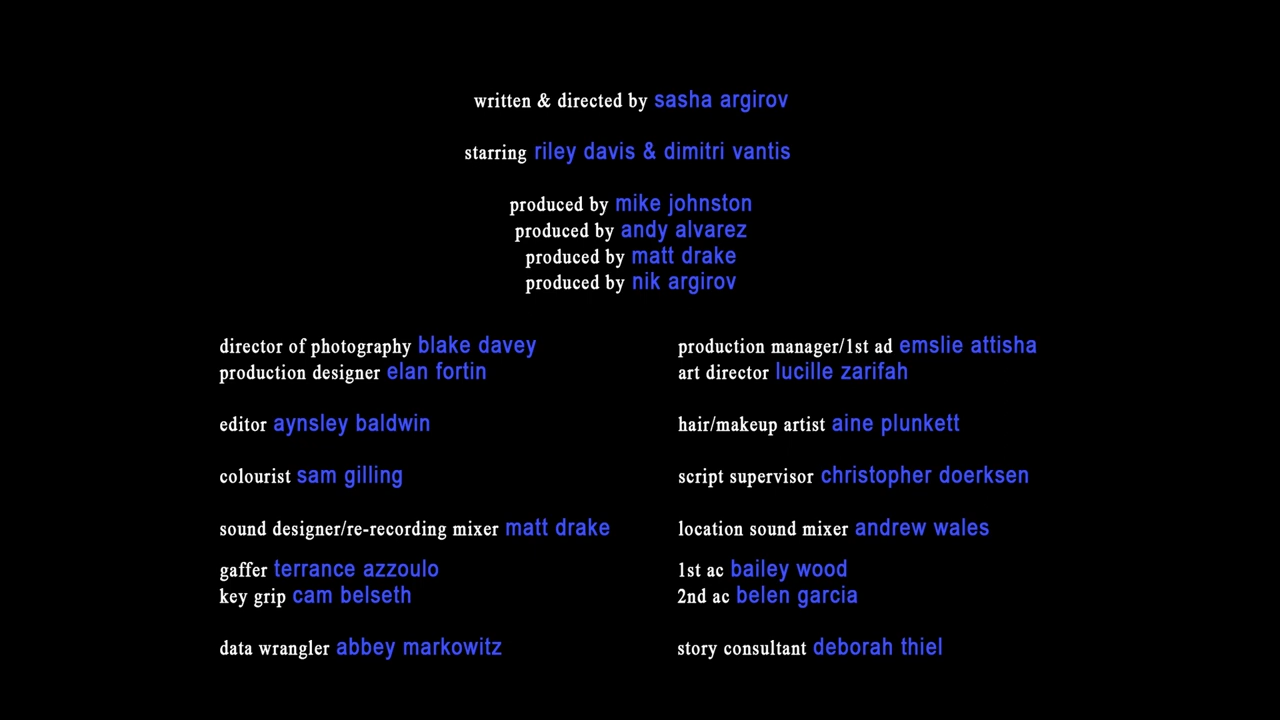 written & directed by sasha argirov
starring riley davis & dimitri vantis
produced by mike johnston
produced by andy alvarez
produced by matt drake
produced by nik argirov
director of photography blake davey
production designer elan fortin
editor aynsley baldwin
colourist sam gilling
sound designer/re-recording mixer matt drake
gaffer terrance azzoulo
key grip cam belseth
data wrangler abbey markowitz
production manager/1st ad emslie attisha
art director lucille zarifah
hair/makeup artist aine plunkett
script supervisor christopher doerksen
location sound mixer andrew wales
1st ac bailey wood
2nd ac belen garcia
story consultant deborah thiel